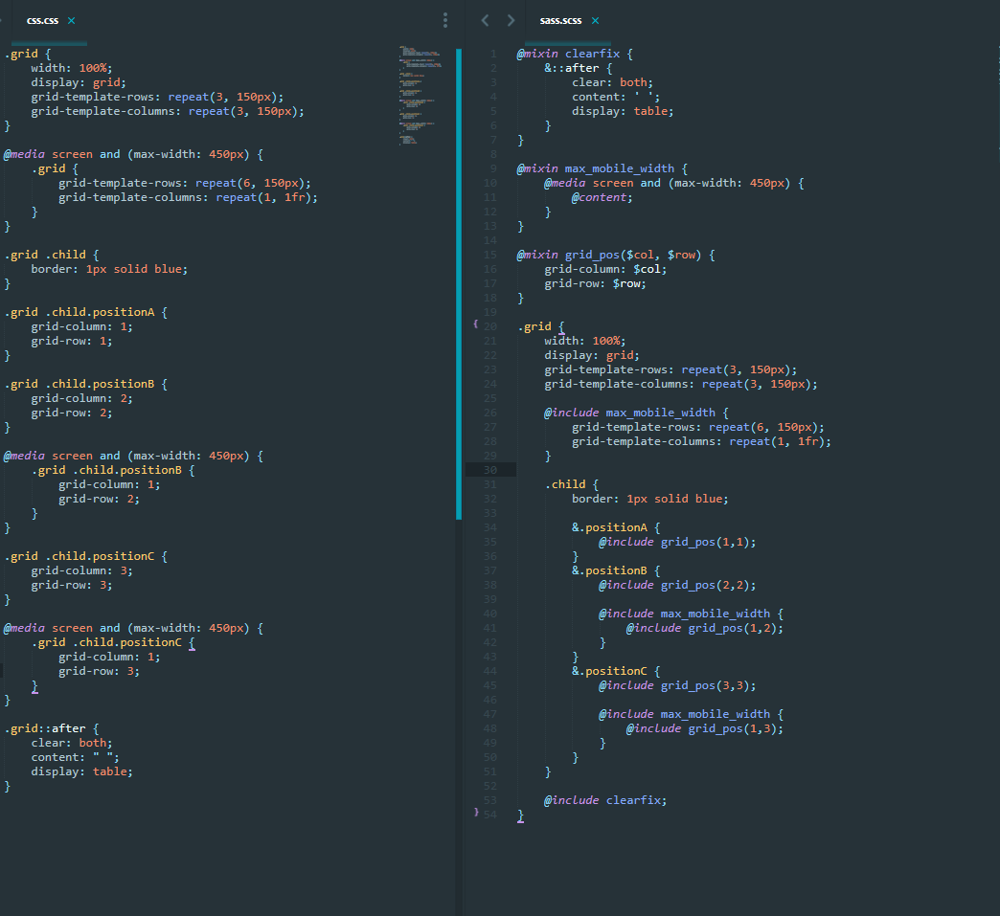 css.css ×
.grid {
    width: 100%;
    display: grid;
    grid-template-rows: repeat(3, 150px);
    grid-template-columns: repeat(3, 150px);
}

@media screen and (max-width: 450px) {
    .grid {
        grid-template-rows: repeat(6, 150px);
        grid-template-columns: repeat(1, 1fr);
    }
}

.grid .child {
    border: 1px solid blue;
}

.grid .child.positionA {
    grid-column: 1;
    grid-row: 1;
}

.grid .child.positionB {
    grid-column: 2;
    grid-row: 2;
}

@media screen and (max-width: 450px) {
    .grid .child.positionB {
        grid-column: 1;
        grid-row: 2;
    }
}

.grid .child.positionC {
    grid-column: 3;
    grid-row: 3;
}

@media screen and (max-width: 450px) {
    .grid .child.positionC {
        grid-column: 1;
        grid-row: 3;
    }
}

.grid::after {
    clear: both;
    content: " ";
    display: table;
}
sass.scss ×
1 @mixin clearfix {
2     &::after {
3         clear: both;
4         content: ' ';
5         display: table;
6     }
7 }
8
9 @mixin max_mobile_width {
10     @media screen and (max-width: 450px) {
11         @content;
12     }
13 }
14
15 @mixin grid_pos($col, $row) {
16     grid-column: $col;
17     grid-row: $row;
18 }
19
{ 20 .grid {
21     width: 100%;
22     display: grid;
23     grid-template-rows: repeat(3, 150px);
24     grid-template-columns: repeat(3, 150px);
25
26     @include max_mobile_width {
27         grid-template-rows: repeat(6, 150px);
28         grid-template-columns: repeat(1, 1fr);
29     }
30
31     .child {
32         border: 1px solid blue;
33
34         &.positionA {
35             @include grid_pos(1,1);
36         }
37         &.positionB {
38             @include grid_pos(2,2);
39
40             @include max_mobile_width {
41                 @include grid_pos(1,2);
42             }
43         }
44         &.positionC {
45             @include grid_pos(3,3);
46
47             @include max_mobile_width {
48                 @include grid_pos(1,3);
49             }
50         }
51     }
52
53     @include clearfix;
} 54 }